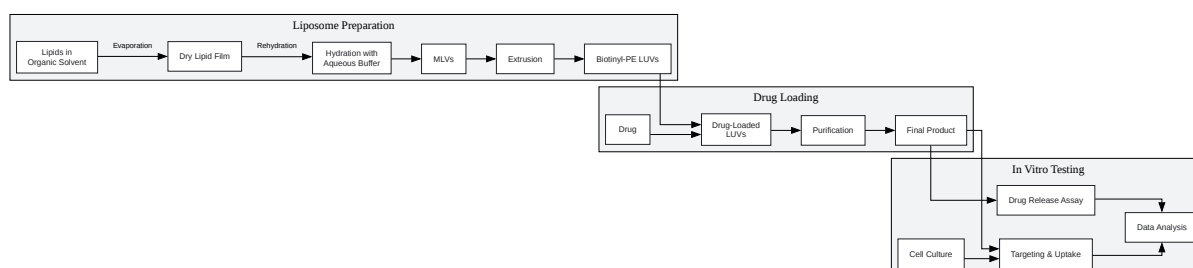 Liposome Preparation
Lipids in
Organic Solvent
Evaporation
Dry Lipid Film
Rehydration
Hydration with
Aqueous Buffer
MLVs
Extrusion
Biotinyl-PE LUVs
Drug Loading
Drug
Drug-Loaded
LUVs
Purification
Final Product
In Vitro Testing
Drug Release Assay
Data Analysis
Cell Culture
Targeting & Uptake